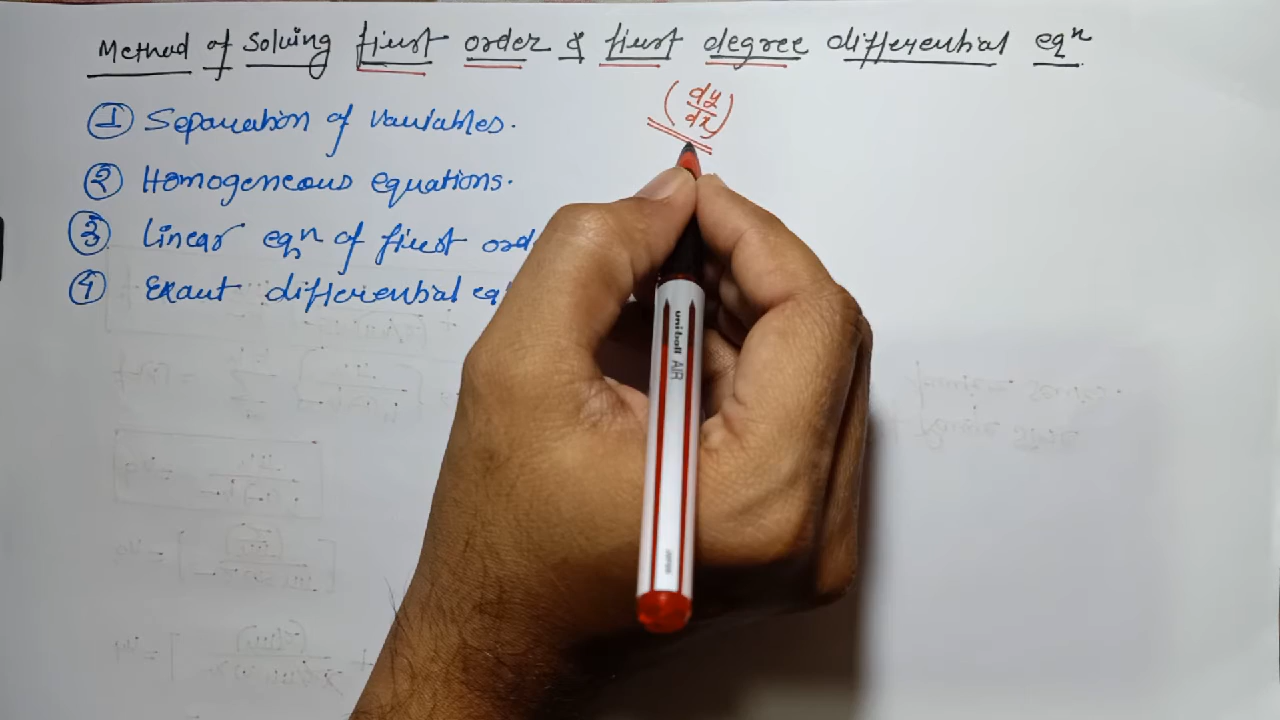 Method of Solving first order & first degree differential eqⁿ
(dy/dx)
① Separation of variables.
② Homogeneous equations.
③ Linear eqⁿ of first ord
④ Exact differential eq
uniball AIR